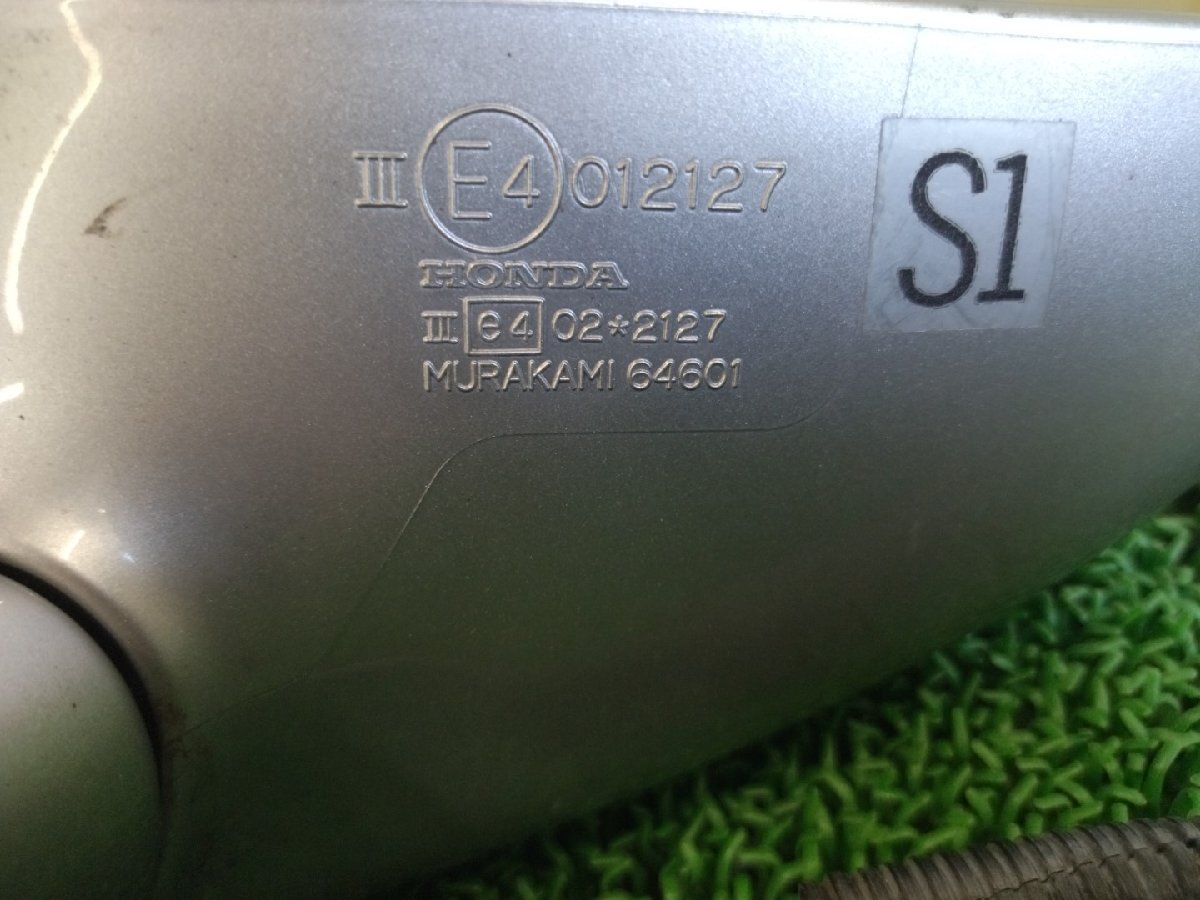 III E4 012127
S1
HONDA
III e4 02*2127
MURAKAMI 64601